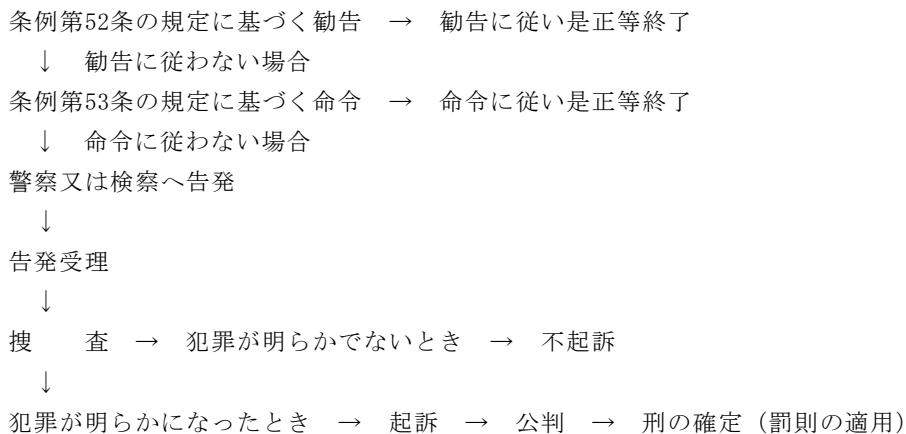 条例第52条の規定に基づく勧告　→　勧告に従い是正等終了
↓　勧告に従わない場合
条例第53条の規定に基づく命令　→　命令に従い是正等終了
↓　命令に従わない場合
警察又は検察へ告発
↓
告発受理
↓
捜　　査　→　犯罪が明らかでないとき　→　不起訴
↓
犯罪が明らかになったとき　→　起訴　→　公判　→　刑の確定（罰則の適用）